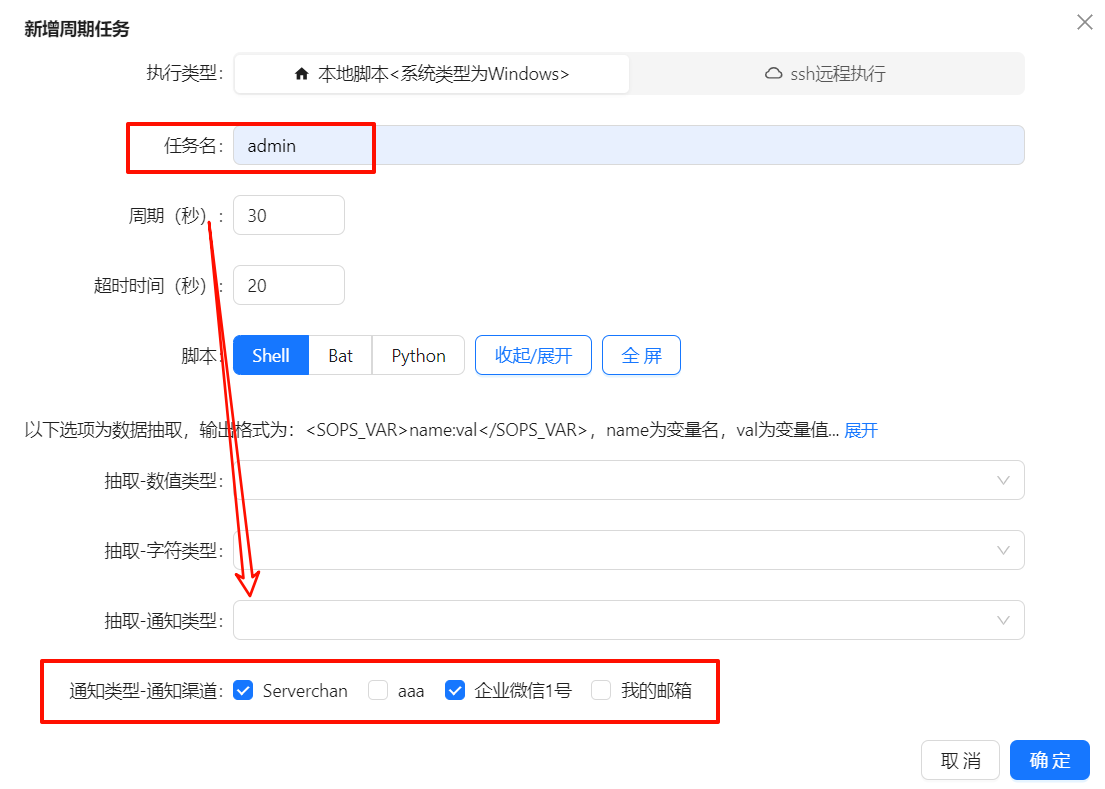 新增周期任务
执行类型: 本地脚本<系统类型为Windows> ssh远程执行
任务名: admin
周期（秒）: 30
超时时间（秒）: 20
脚本: Shell Bat Python 收起/展开 全 屏
以下选项为数据抽取，输出格式为：<SOPS_VAR>name:val</SOPS_VAR>，name为变量名，val为变量值... 展开
抽取-数值类型:
抽取-字符类型:
抽取-通知类型:
通知类型-通知渠道: Serverchan aaa 企业微信1号 我的邮箱
取 消 确 定